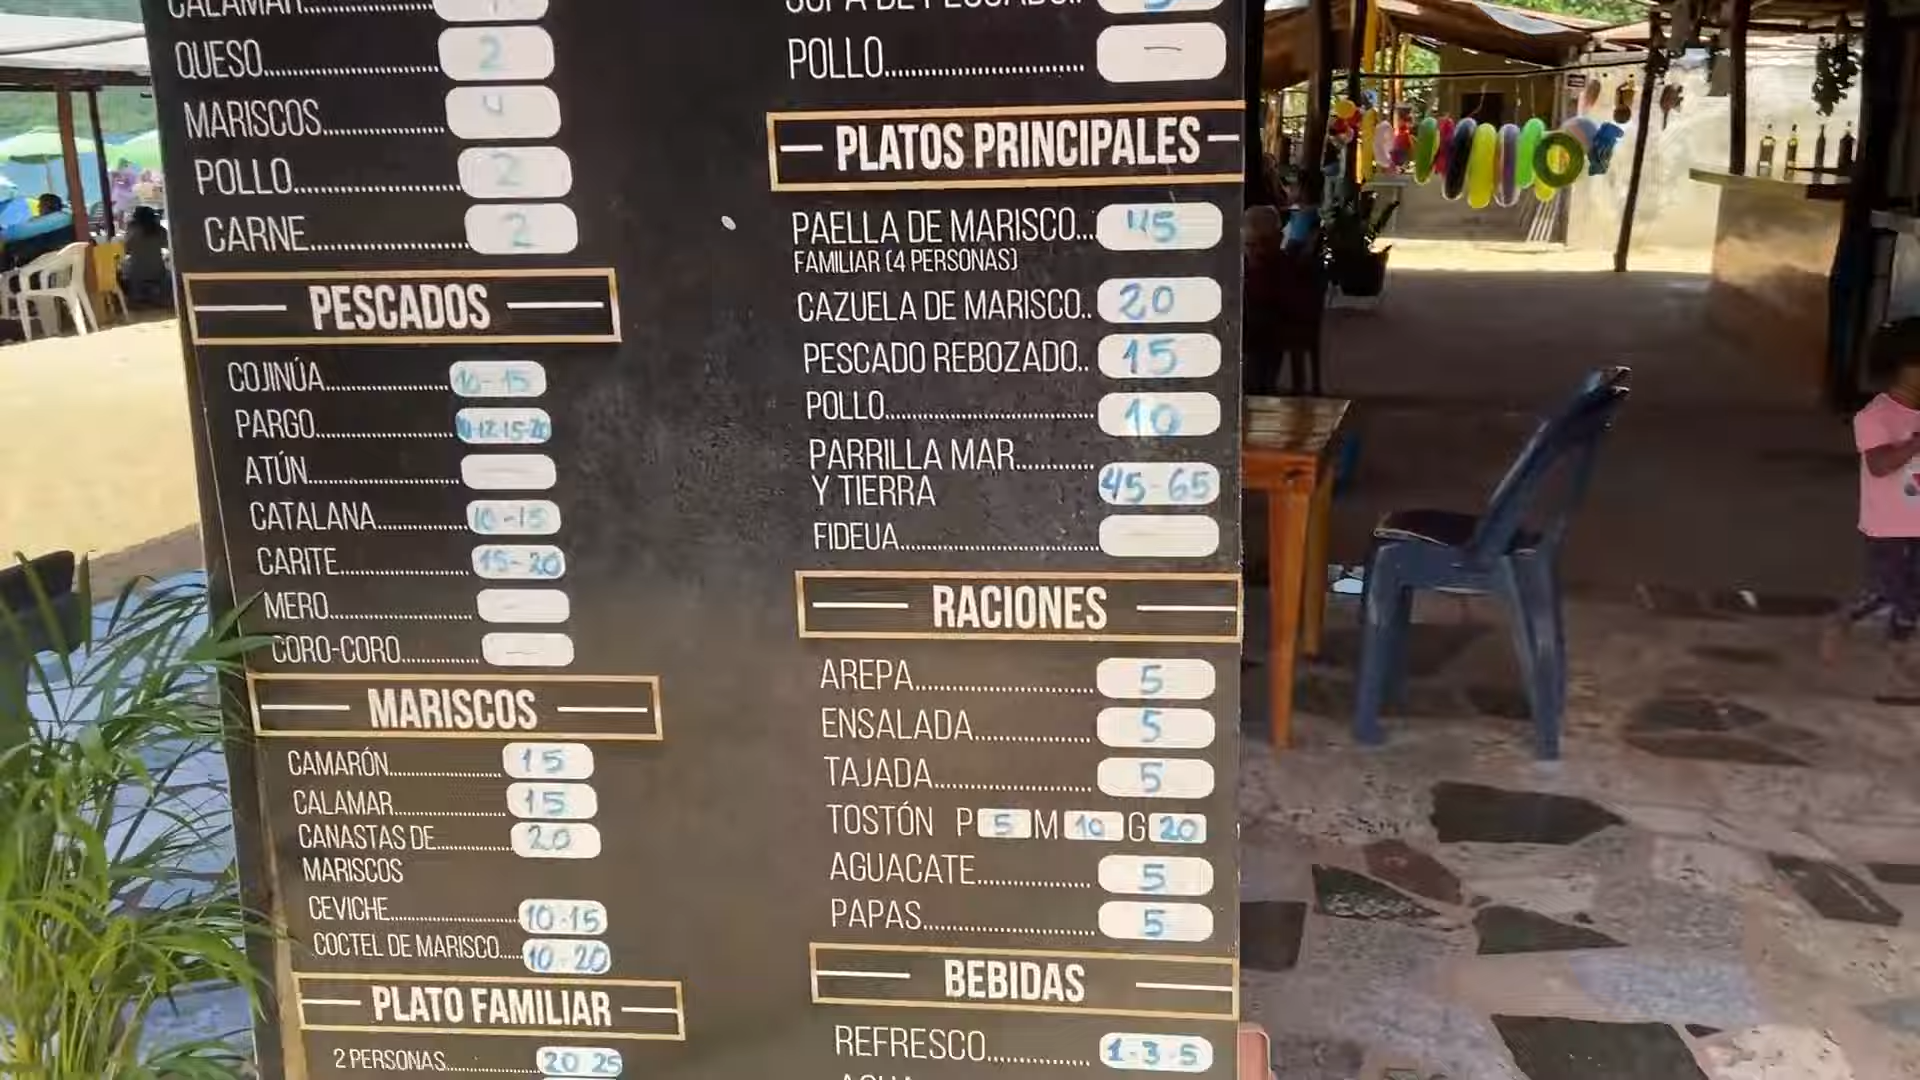 CALAMAR
QUESO 2
MARISCOS 4
POLLO 2
CARNE 2
PESCADOS
COJINÚA 10-15
PARGO 10-12-15-20
ATÚN
CATALANA 10-15
CARITE 15-20
MERO -
CORO-CORO -
MARISCOS
CAMARÓN 15
CALAMAR 15
CANASTAS DE 20
MARISCOS
CEVICHE 10-15
COCTEL DE MARISCO 10-20
PLATO FAMILIAR
2 PERSONAS 20 25
SOPA DE PESCADO
POLLO -
PLATOS PRINCIPALES
PAELLA DE MARISCO 45
FAMILIAR (4 PERSONAS)
CAZUELA DE MARISCO 20
PESCADO REBOZADO 15
POLLO 10
PARRILLA MAR
Y TIERRA 45-65
FIDEUA
RACIONES
AREPA 5
ENSALADA 5
TAJADA 5
TOSTÓN P 5 M 10 G 20
AGUACATE 5
PAPAS 5
BEBIDAS
REFRESCO 1-3-5
AGUA